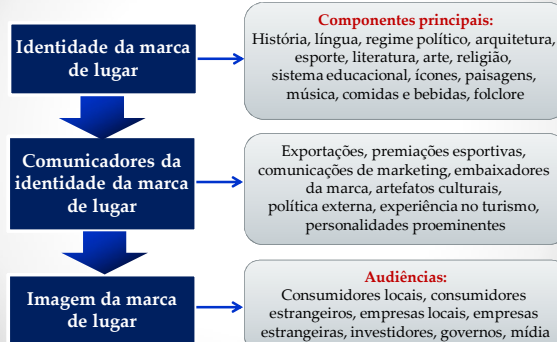 Identidade da marca
de lugar
Componentes principais:
História, língua, regime político, arquitetura,
esporte, literatura, arte, religião,
sistema educacional, ícones, paisagens,
música, comidas e bebidas, folclore
Comunicadores da
identidade da marca
de lugar
Exportações, premiações esportivas,
comunicações de marketing, embaixadores
da marca, artefatos culturais,
política externa, experiência no turismo,
personalidades proeminentes
Imagem da marca
de lugar
Audiências:
Consumidores locais, consumidores
estrangeiros, empresas locais, empresas
estrangeiras, investidores, governos, mídia